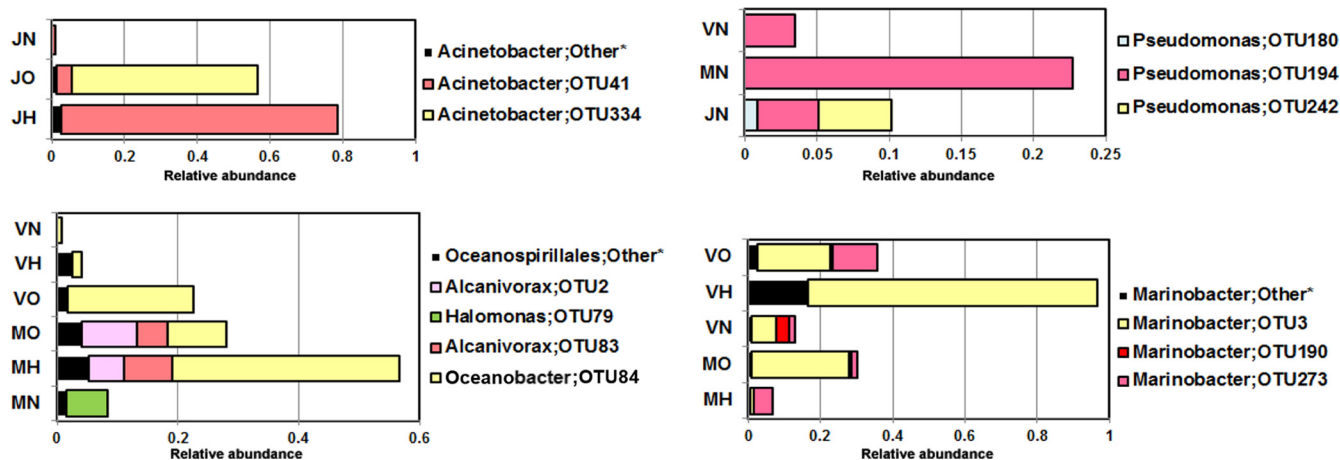 JN
JO
JH
0 0.2 0.4 0.6 0.8 1
Relative abundance
Acinetobacter;Other*
Acinetobacter;OTU41
Acinetobacter;OTU334
VN
MN
JN
0 0.05 0.1 0.15 0.2 0.25
Relative abundance
Pseudomonas;OTU180
Pseudomonas;OTU194
Pseudomonas;OTU242
VN
VH
VO
MO
MH
MN
0 0.2 0.4 0.6
Relative abundance
Oceanospirillales;Other*
Alcanivorax;OTU2
Halomonas;OTU79
Alcanivorax;OTU83
Oceanobacter;OTU84
VO
VH
VN
MO
MH
0 0.2 0.4 0.6 0.8 1
Relative abundance
Marinobacter;Other*
Marinobacter;OTU3
Marinobacter;OTU190
Marinobacter;OTU273